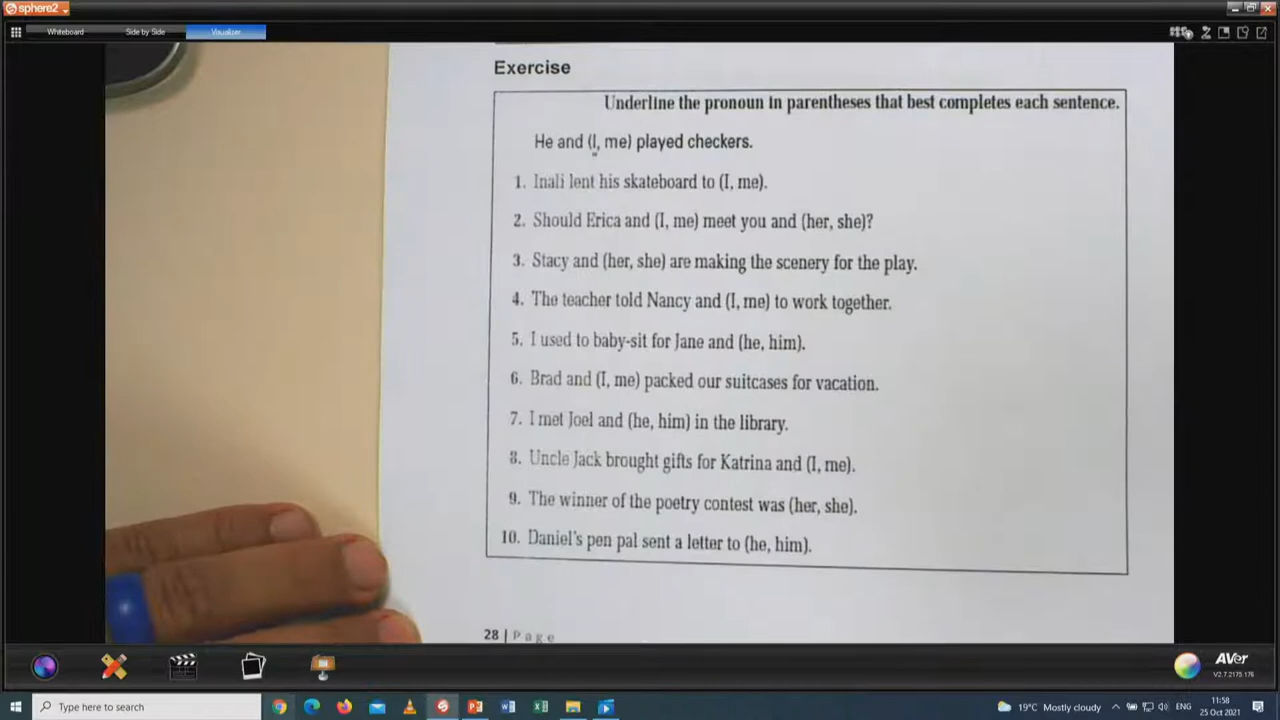 sphere2
Whiteboard
Side by Side
Visualiser
Exercise
Underline the pronoun in parentheses that best completes each sentence.
He and (I, me) played checkers.
1. Inali lent his skateboard to (I, me).
2. Should Erica and (I, me) meet you and (her, she)?
3. Stacy and (her, she) are making the scenery for the play.
4. The teacher told Nancy and (I, me) to work together.
5. I used to baby-sit for Jane and (he, him).
6. Brad and (I, me) packed our suitcases for vacation.
7. I met Joel and (he, him) in the library.
8. Uncle Jack brought gifts for Katrina and (I, me).
9. The winner of the poetry contest was (her, she).
10. Daniel's pen pal sent a letter to (he, him).
28 | Page
AVer
V2.7.2175.176
Type here to search
19°C Mostly cloudy
11:58
25 Oct 2021